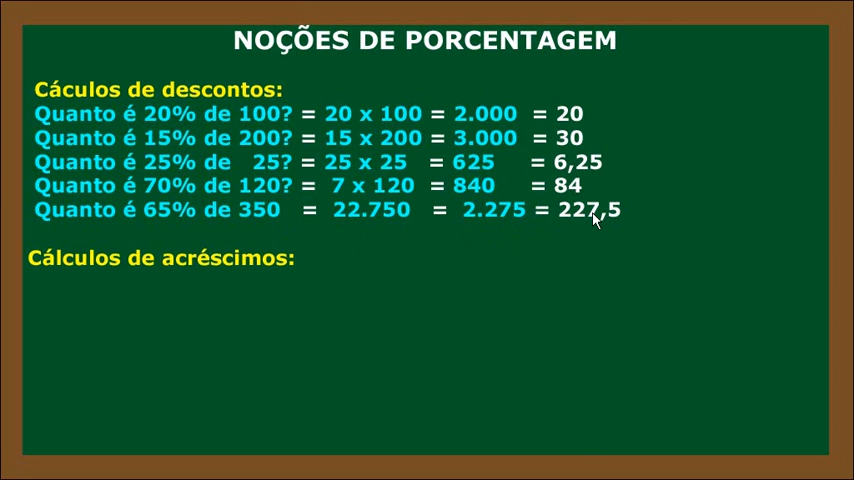 NOÇÕES DE PORCENTAGEM
Cáculos de descontos:
Quanto é 20% de 100? = 20 x 100 = 2.000 = 20
Quanto é 15% de 200? = 15 x 200 = 3.000 = 30
Quanto é 25% de 25? = 25 x 25 = 625 = 6,25
Quanto é 70% de 120? = 7 x 120 = 840 = 84
Quanto é 65% de 350 = 22.750 = 2.275 = 227,5
Cálculos de acréscimos: